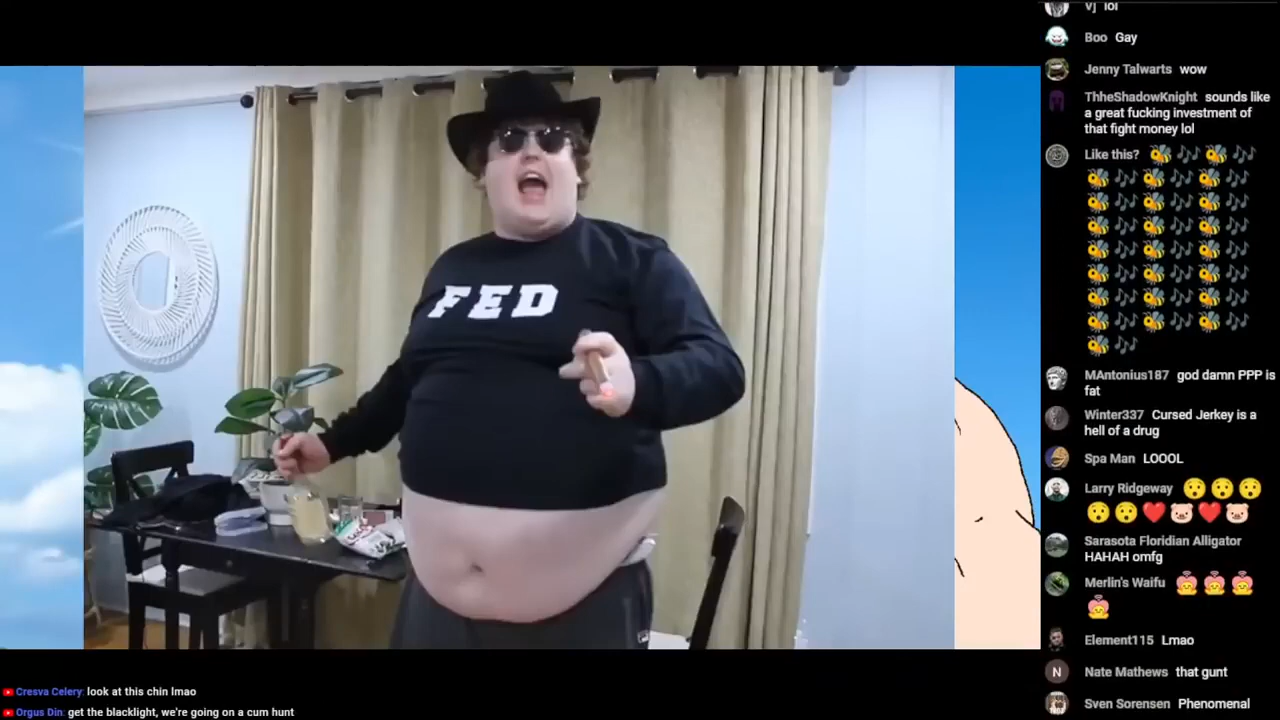 FED
Vj lol
Boo Gay
Jenny Talwarts wow
ThheShadowKnight sounds like
a great fucking investment of
that fight money lol
Like this? 🐝 🎶 🐝 🎶
🐝 🎶 🐝 🎶 🐝 🎶
🐝 🎶 🐝 🎶 🐝 🎶
🐝 🎶 🐝 🎶 🐝 🎶
🐝 🎶 🐝 🎶 🐝 🎶
🐝 🎶 🐝 🎶 🐝 🎶
🐝 🎶 🐝 🎶 🐝 🎶
🐝 🎶 🐝 🎶 🐝 🎶
🐝 🎶
MAntonius187 god damn PPP is
fat
Winter337 Cursed Jerkey is a
hell of a drug
Spa Man LOOOL
Larry Ridgeway 😯 😯 😯
😯 😯 ❤️ 🐷 ❤️ 🐷
Sarasota Floridian Alligator
HAHAH omfg
Merlin's Waifu
Element115 Lmao
N
Nate Mathews that gunt
Sven Sorensen Phenomenal
Cresva Celery: look at this chin lmao
Orgus Din: get the blacklight, we're going on a cum hunt